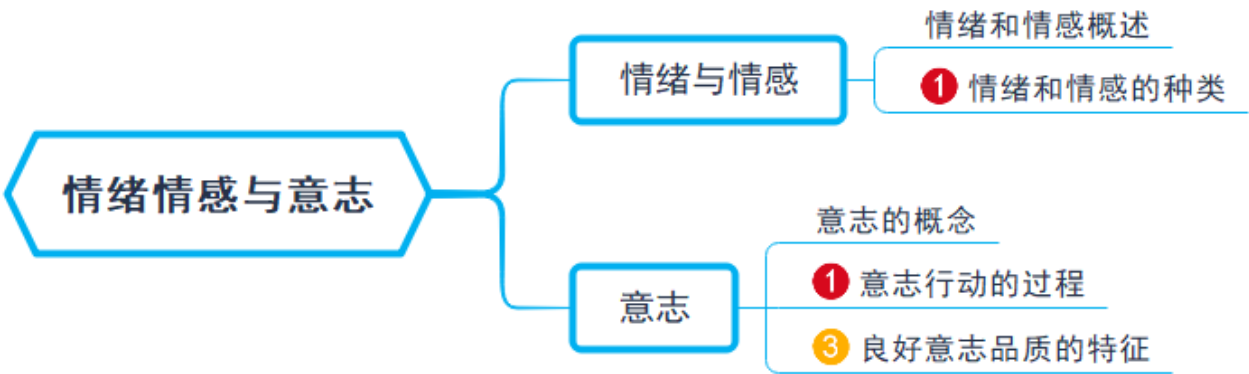 情绪和情感概述
情绪与情感
1 情绪和情感的种类
情绪情感与意志
意志的概念
1 意志行动的过程
意志
3 良好意志品质的特征